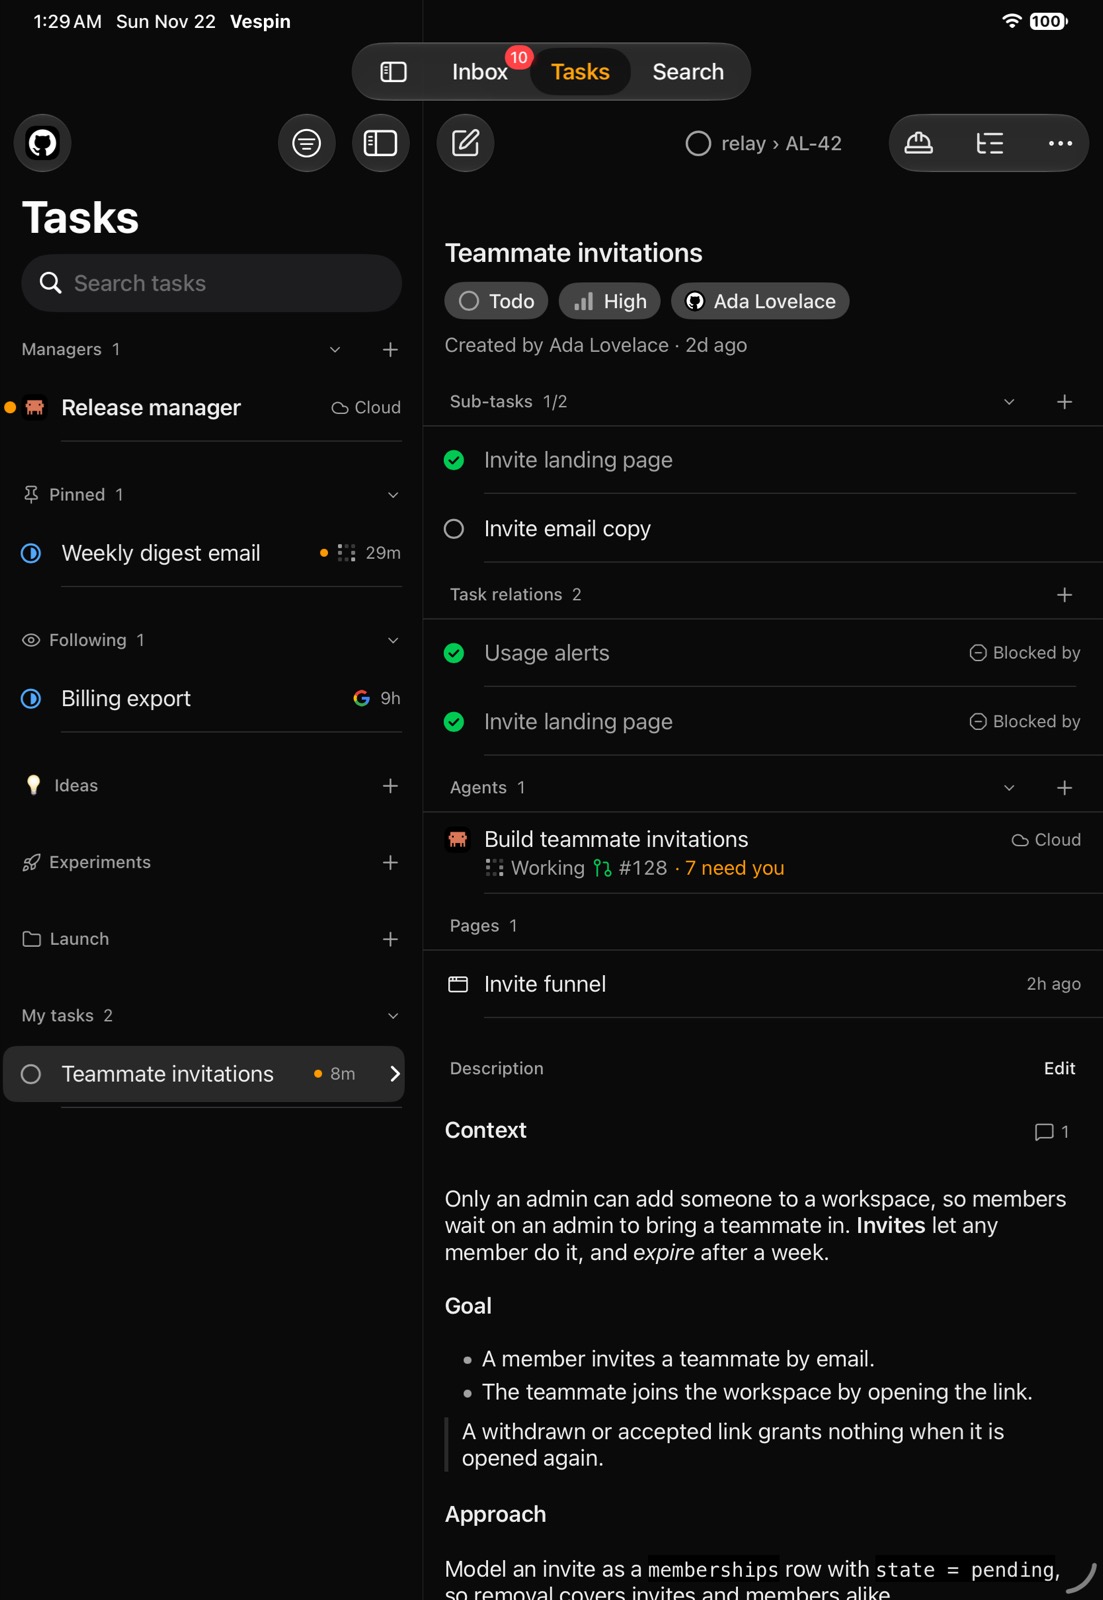 1:29 AM Sun Nov 22 Vespin
100
Inbox 10
Tasks
Search
relay › AL-42
Tasks
Search tasks
Managers 1
Release manager Cloud
Pinned 1
Weekly digest email 29m
Following 1
Billing export 9h
Ideas
Experiments
Launch
My tasks 2
Teammate invitations 8m
Teammate invitations
Todo High Ada Lovelace
Created by Ada Lovelace · 2d ago
Sub-tasks 1/2
Invite landing page
Invite email copy
Task relations 2
Usage alerts Blocked by
Invite landing page Blocked by
Agents 1
Build teammate invitations Cloud
Working #128 · 7 need you
Pages 1
Invite funnel 2h ago
Description Edit
Context 1
Only an admin can add someone to a workspace, so members
wait on an admin to bring a teammate in. Invites let any
member do it, and expire after a week.
Goal
• A member invites a teammate by email.
• The teammate joins the workspace by opening the link.
A withdrawn or accepted link grants nothing when it is
opened again.
Approach
Model an invite as a memberships row with state = pending,
so removal covers invites and members alike.